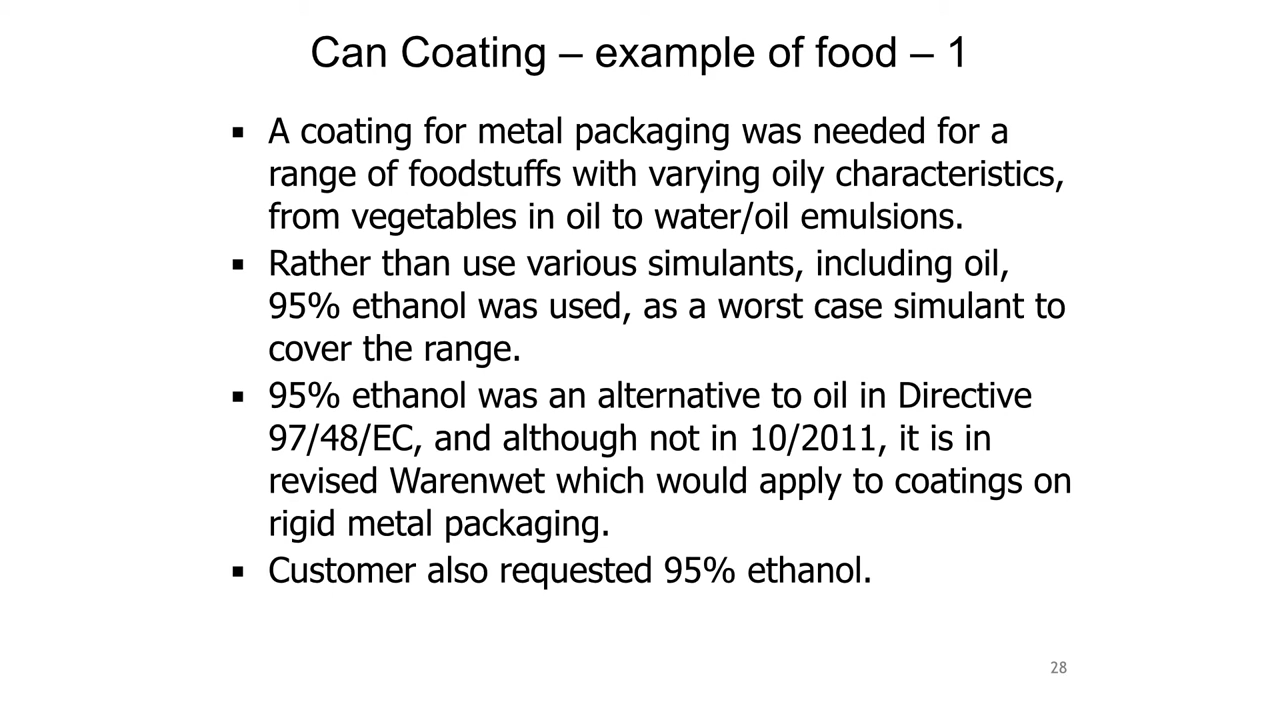 Can Coating – example of food – 1
▪ A coating for metal packaging was needed for a
range of foodstuffs with varying oily characteristics,
from vegetables in oil to water/oil emulsions.
▪ Rather than use various simulants, including oil,
95% ethanol was used, as a worst case simulant to
cover the range.
▪ 95% ethanol was an alternative to oil in Directive
97/48/EC, and although not in 10/2011, it is in
revised Warenwet which would apply to coatings on
rigid metal packaging.
▪ Customer also requested 95% ethanol.
28